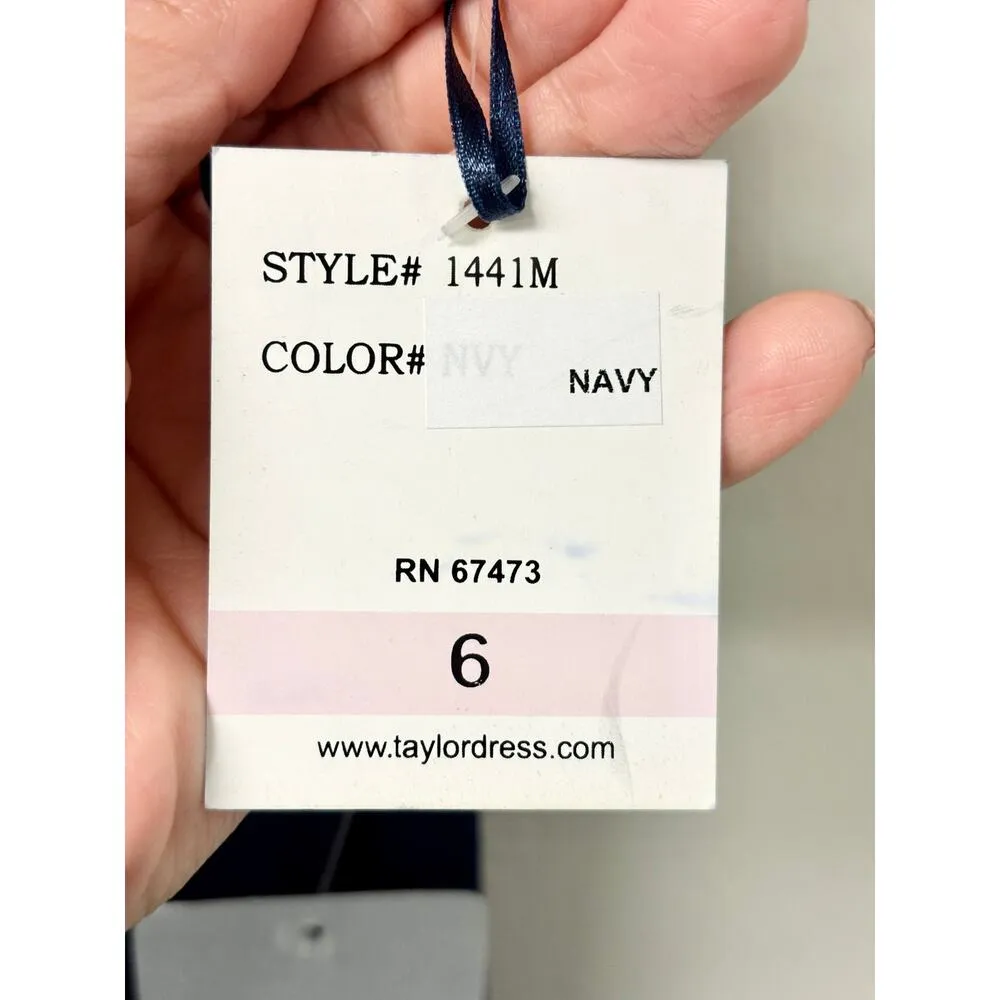 STYLE# 1441M
COLOR# NVY
NAVY
RN 67473
6
www.taylordress.com